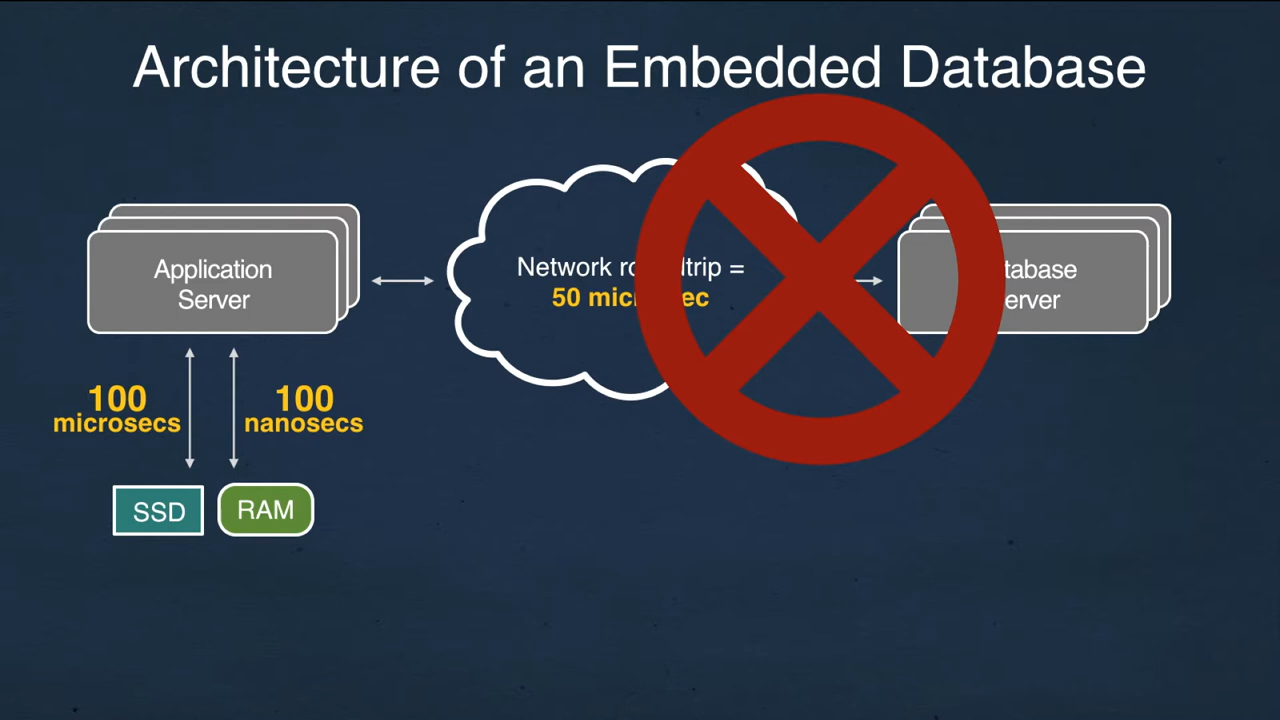 Architecture of an Embedded Database
Application
Server
Network ro dtrip =
50 mic ec
tabase
erver
100
microsecs
100
nanosecs
SSD
RAM